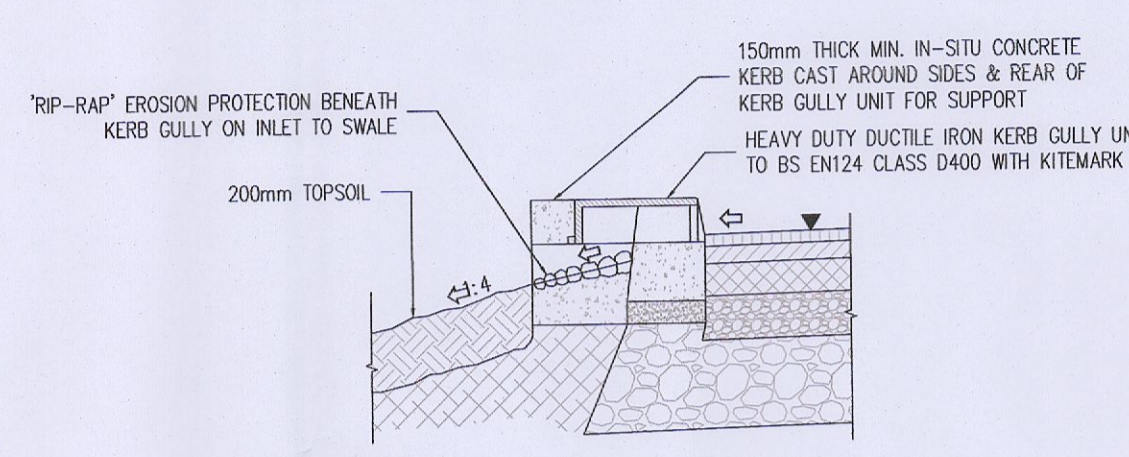 150mm THICK MIN. IN-SITU CONCRETE
KERB CAST AROUND SIDES & REAR OF
KERB GULLY UNIT FOR SUPPORT
'RIP-RAP' EROSION PROTECTION BENEATH
KERB GULLY ON INLET TO SWALE
HEAVY DUTY DUCTILE IRON KERB GULLY
TO BS EN124 CLASS D400 WITH KITEMARK
200mm TOPSOIL
1:4